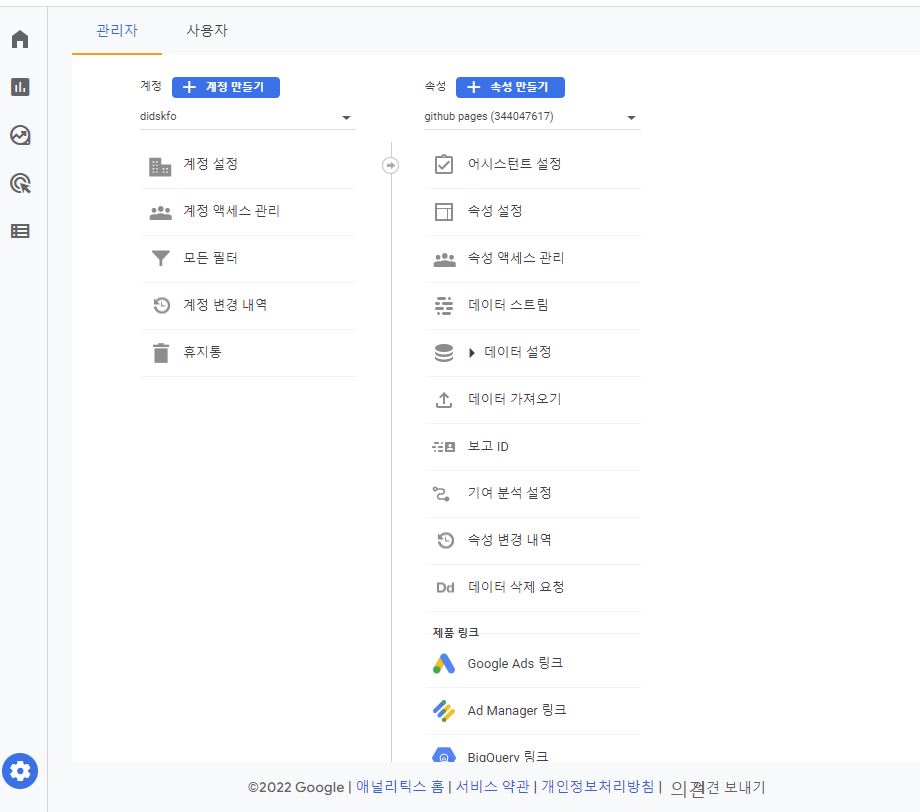 관리자 사용자
계정 + 계정 만들기
didskfo
계정 설정
계정 액세스 관리
모든 필터
계정 변경 내역
휴지통
속성 + 속성 만들기
github pages (344047617)
어시스턴트 설정
속성 설정
속성 액세스 관리
데이터 스트림
데이터 설정
데이터 가져오기
보고 ID
기여 분석 설정
속성 변경 내역
Dd 데이터 삭제 요청
제품 링크
Google Ads 링크
Ad Manager 링크
BigQuery 링크
©2022 Google | 애널리틱스 홈 | 서비스 약관 | 개인정보처리방침 | 의견 보내기